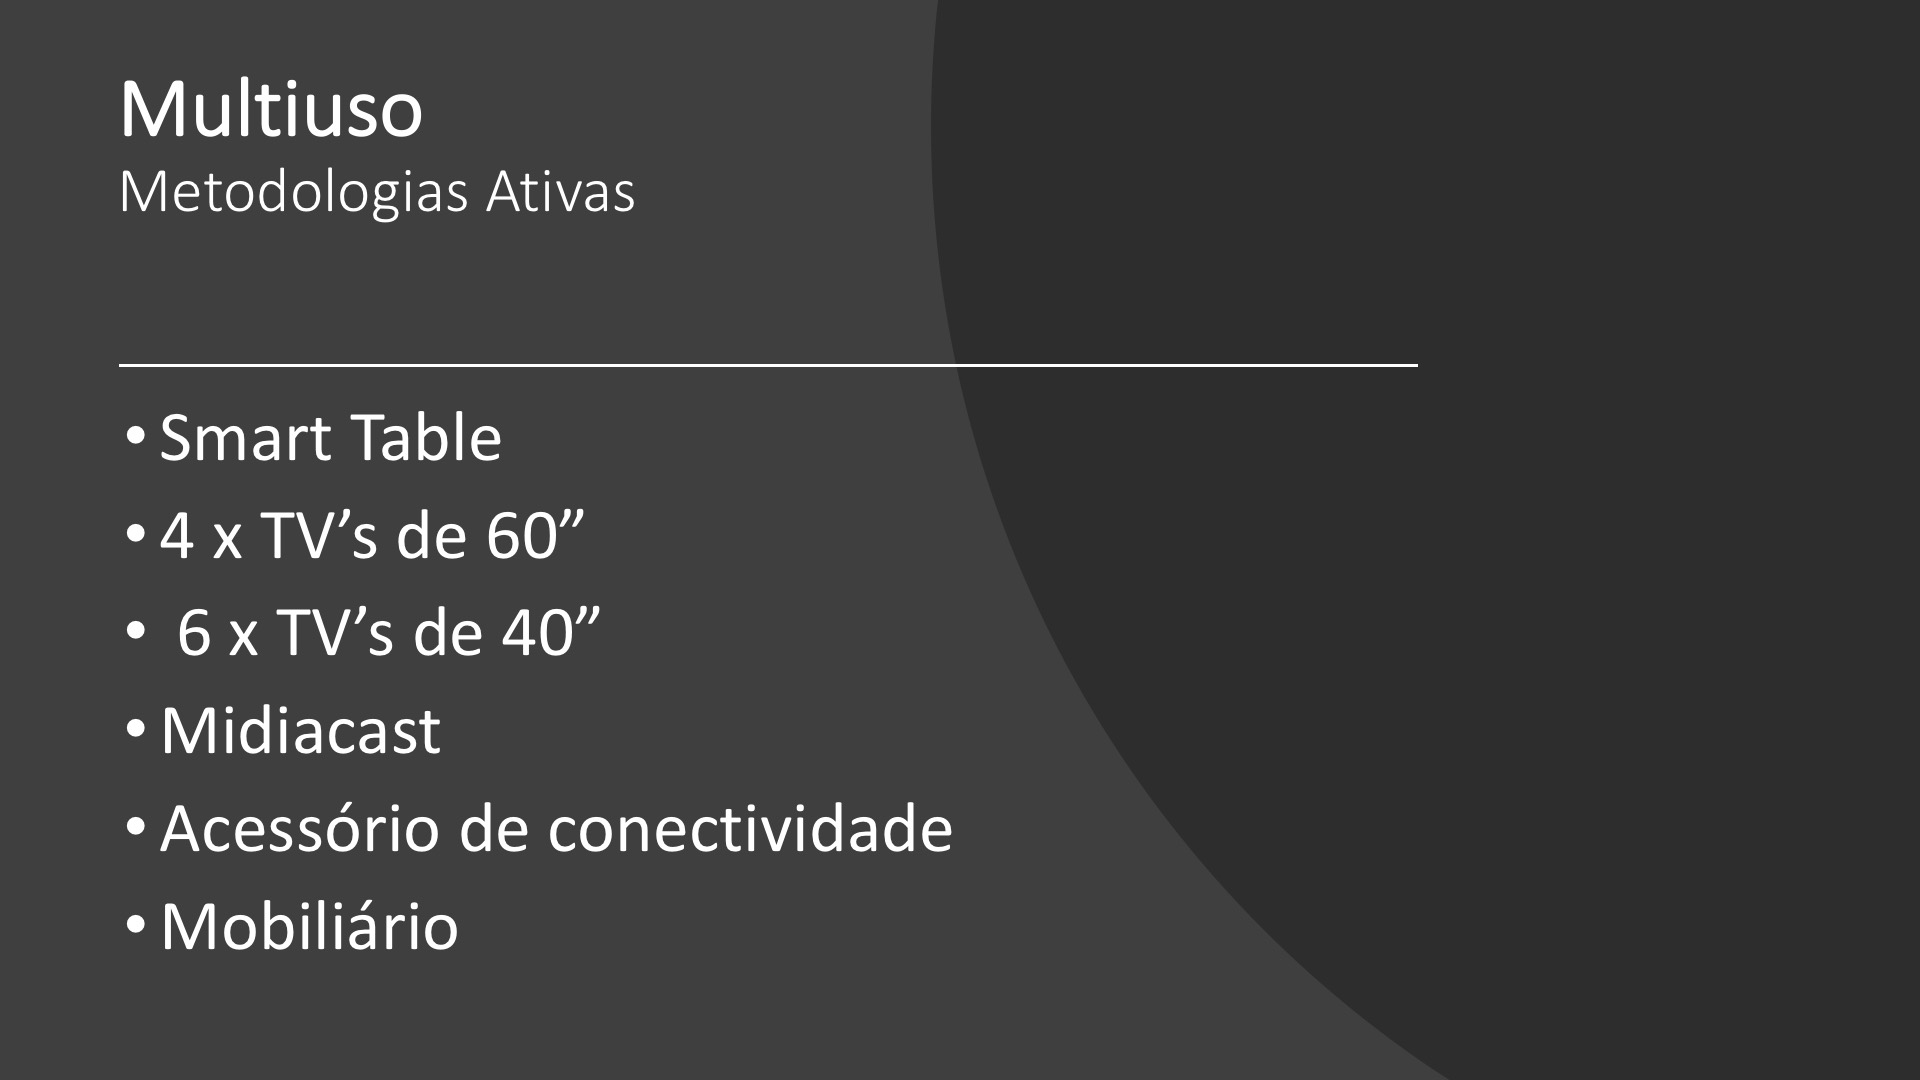 Multiuso
Metodologias Ativas
• Smart Table
• 4 x TV’s de 60”
• 6 x TV’s de 40”
• Midiacast
• Acessório de conectividade
• Mobiliário